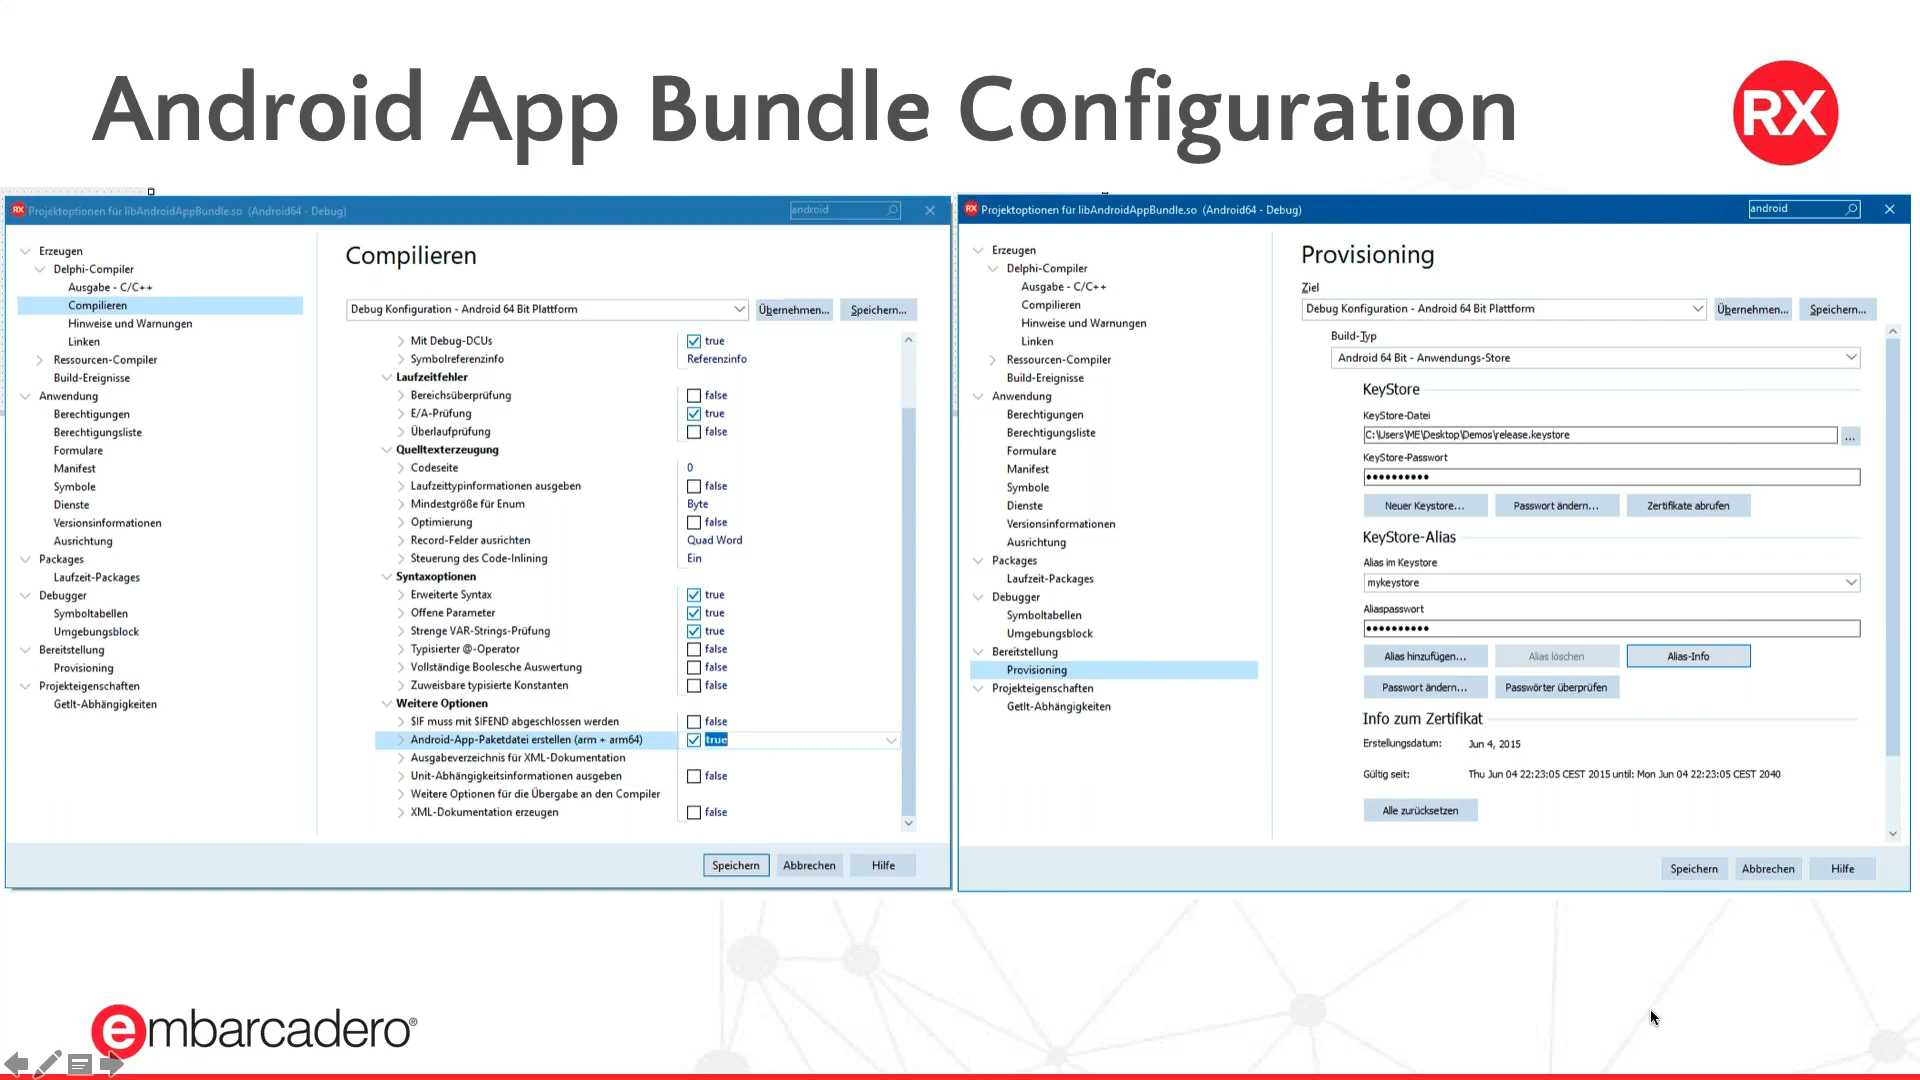 Android App Bundle Configuration
RX
RX Projektoptionen für libAndroidAppBundle.so (Android64 - Debug)
android
Erzeugen
Delphi-Compiler
Ausgabe - C/C++
Compilieren
Hinweise und Warnungen
Linken
Ressourcen-Compiler
Build-Ereignisse
Anwendung
Berechtigungen
Berechtigungsliste
Formulare
Manifest
Symbole
Dienste
Versionsinformationen
Ausrichtung
Packages
Laufzeit-Packages
Debugger
Symboltabellen
Umgebungsblock
Bereitstellung
Provisioning
Projekteigenschaften
GetIt-Abhängigkeiten
Compilieren
Debug Konfiguration - Android 64 Bit Plattform
Übernehmen...
Speichern...
Mit Debug-DCUs true
Symbolreferenzinfo Referenzinfo
Laufzeitfehler
Bereichsüberprüfung false
E/A-Prüfung true
Überlaufprüfung false
Quelltexterzeugung
Codeseite 0
Laufzeittypinformationen ausgeben false
Mindestgröße für Enum Byte
Optimierung false
Record-Felder ausrichten Quad Word
Steuerung des Code-Inlining Ein
Syntaxoptionen
Erweiterte Syntax true
Offene Parameter true
Strenge VAR-Strings-Prüfung true
Typisierter @-Operator false
Vollständige Boolesche Auswertung false
Zuweisbare typisierte Konstanten false
Weitere Optionen
$IF muss mit $IFEND abgeschlossen werden false
Android-App-Paketdatei erstellen (arm + arm64) true
Ausgabeverzeichnis für XML-Dokumentation
Unit-Abhängigkeitsinformationen ausgeben false
Weitere Optionen für die Übergabe an den Compiler
XML-Dokumentation erzeugen false
Speichern
Abbrechen
Hilfe
RX Projektoptionen für libAndroidAppBundle.so (Android64 - Debug)
android
Erzeugen
Delphi-Compiler
Ausgabe - C/C++
Compilieren
Hinweise und Warnungen
Linken
Ressourcen-Compiler
Build-Ereignisse
Anwendung
Berechtigungen
Berechtigungsliste
Formulare
Manifest
Symbole
Dienste
Versionsinformationen
Ausrichtung
Packages
Laufzeit-Packages
Debugger
Symboltabellen
Umgebungsblock
Bereitstellung
Provisioning
Projekteigenschaften
GetIt-Abhängigkeiten
Provisioning
Ziel
Debug Konfiguration - Android 64 Bit Plattform
Übernehmen...
Speichern...
Build-Typ
Android 64 Bit - Anwendungs-Store
KeyStore
KeyStore-Datei
C:\Users\ME\Desktop\Demos\release.keystore
...
KeyStore-Passwort
●●●●●●●●●●
Neuer Keystore...
Passwort ändern...
Zertifikate abrufen
KeyStore-Alias
Alias im Keystore
mykeystore
Aliaspasswort
●●●●●●●●●●
Alias hinzufügen...
Alias löschen
Alias-Info
Passwort ändern...
Passwörter überprüfen
Info zum Zertifikat
Erstellungsdatum: Jun 4, 2015
Gültig seit: Thu Jun 04 22:23:05 CEST 2015 until: Mon Jun 04 22:23:05 CEST 2040
Alle zurücksetzen
Speichern
Abbrechen
Hilfe
embarcadero®